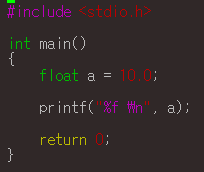 #include <stdio.h>
int main()
{
float a = 10.0;
printf("%f ₩n", a);
return 0;
}